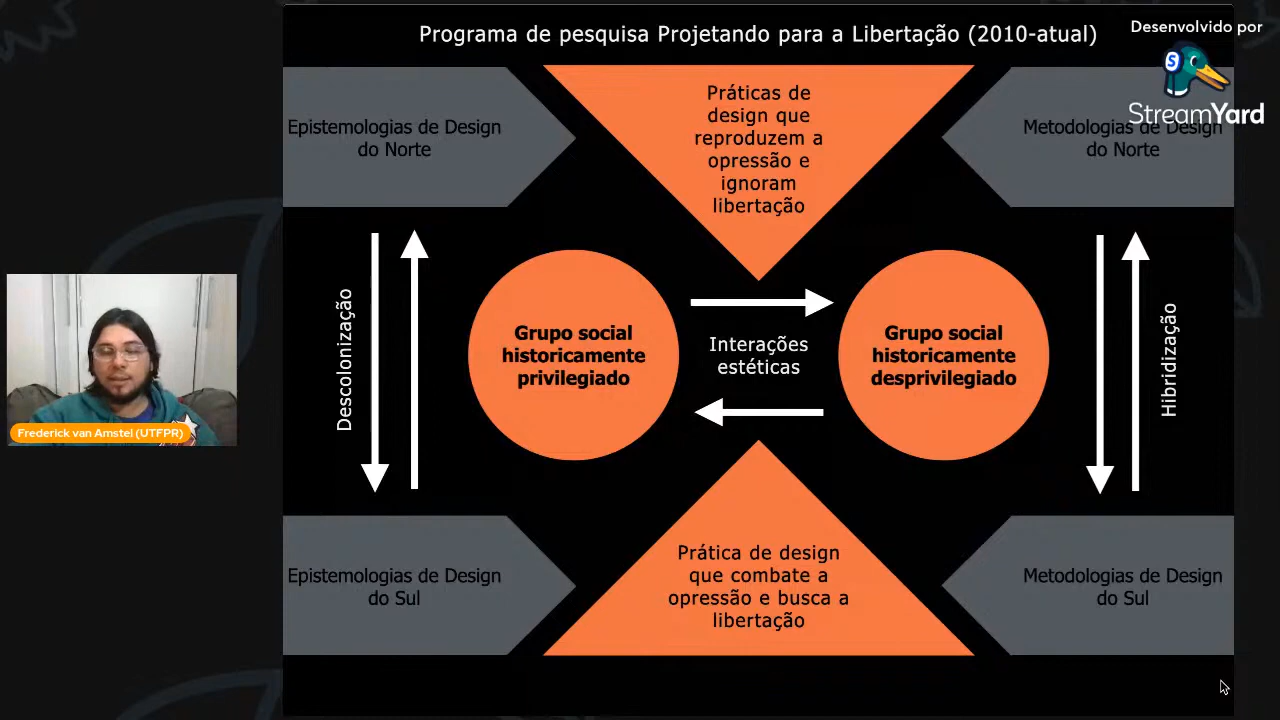 Programa de pesquisa Projetando para a Libertação (2010-atual)
Desenvolvido por
StreamYard
Epistemologias de Design
do Norte
Práticas de
design que
reproduzem a
opressão e
ignoram
libertação
Metodologias de Design
do Norte
Descolonização
Grupo social
historicamente
privilegiado
Interações
estéticas
Grupo social
historicamente
desprivilegiado
Hibridização
Frederick van Amstel (UTFPR)
Epistemologias de Design
do Sul
Prática de design
que combate a
opressão e busca a
libertação
Metodologias de Design
do Sul